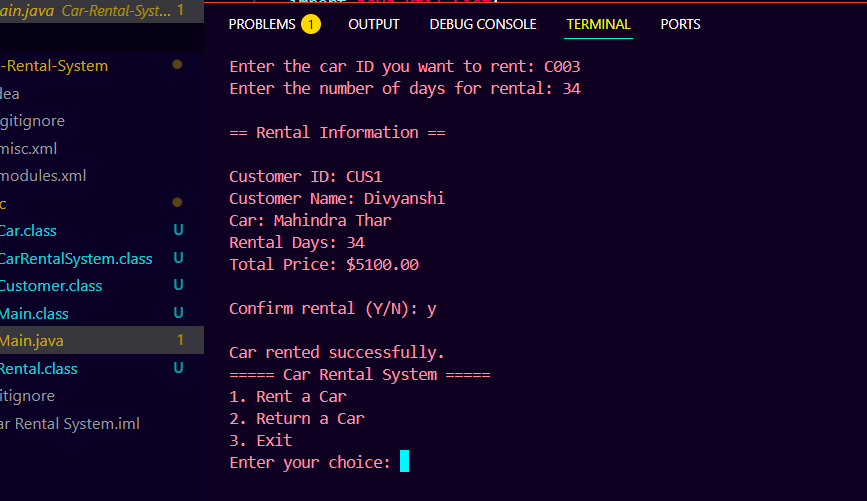 ain.java Car-Rental-Syst... 1
PROBLEMS 1 OUTPUT DEBUG CONSOLE TERMINAL PORTS
-Rental-System
dea
gitignore
misc.xml
modules.xml
c
Car.class U
CarRentalSystem.class U
Customer.class U
Main.class U
Main.java 1
Rental.class U
itignore
ar Rental System.iml
Enter the car ID you want to rent: C003
Enter the number of days for rental: 34
== Rental Information ==
Customer ID: CUS1
Customer Name: Divyanshi
Car: Mahindra Thar
Rental Days: 34
Total Price: $5100.00
Confirm rental (Y/N): y
Car rented successfully.
===== Car Rental System =====
1. Rent a Car
2. Return a Car
3. Exit
Enter your choice: